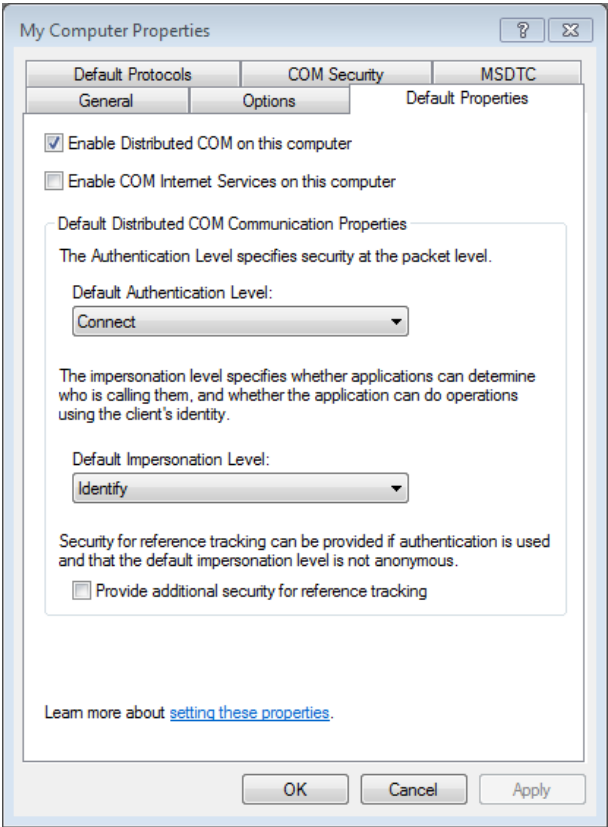 My Computer Properties
Default Protocols COM Security MSDTC
General Options Default Properties
Enable Distributed COM on this computer
Enable COM Internet Services on this computer
Default Distributed COM Communication Properties
The Authentication Level specifies security at the packet level.
Default Authentication Level:
Connect
The impersonation level specifies whether applications can determine
who is calling them, and whether the application can do operations
using the client's identity.
Default Impersonation Level:
Identify
Security for reference tracking can be provided if authentication is used
and that the default impersonation level is not anonymous.
Provide additional security for reference tracking
Learn more about setting these properties.
OK Cancel Apply